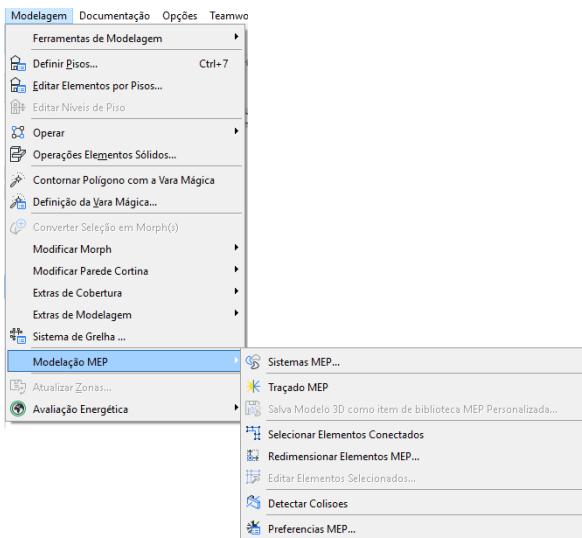 Modelagem Documentação Opções Teamwo
Ferramentas de Modelagem
Definir Pisos... Ctrl+7
Editar Elementos por Pisos...
Editar Níveis de Piso
Operar
Operações Elementos Sólidos...
Contornar Polígono com a Vara Mágica
Definição da Vara Mágica...
Converter Seleção em Morph(s)
Modificar Morph
Modificar Parede Cortina
Extras de Cobertura
Extras de Modelagem
Sistema de Grelha ...
Modelação MEP
Atualizar Zonas...
Avaliação Energética
Sistemas MEP...
Traçado MEP
Salva Modelo 3D como item de biblioteca MEP Personalizada...
Selecionar Elementos Conectados
Redimensionar Elementos MEP...
Editar Elementos Selecionados...
Detectar Colisoes
Preferencias MEP...